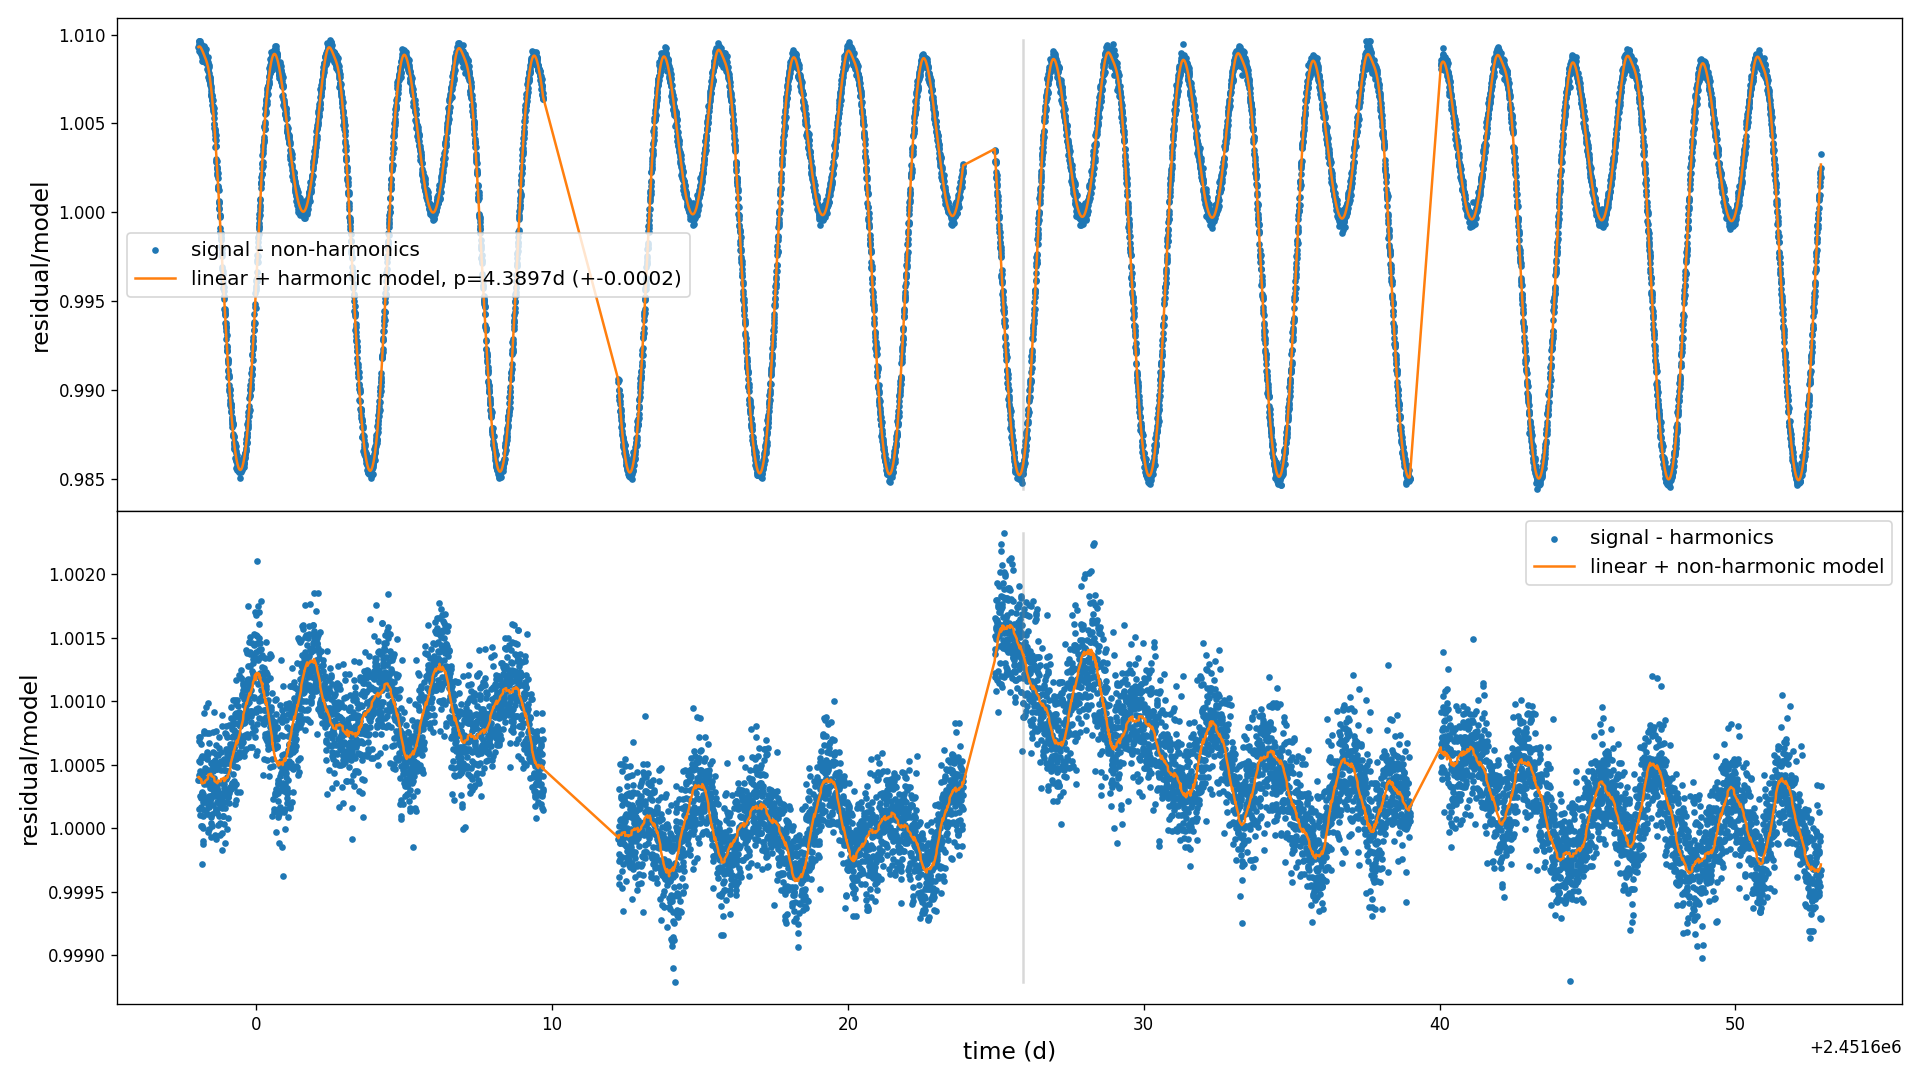 1.010
1.005
1.000
0.995
0.990
0.985
residual/model
signal - non-harmonics
linear + harmonic model, p=4.3897d (+-0.0002)
signal - harmonics
linear + non-harmonic model
1.0020
1.0015
1.0010
1.0005
1.0000
0.9995
0.9990
residual/model
0 10 20 30 40 50
time (d)
+2.4516e6